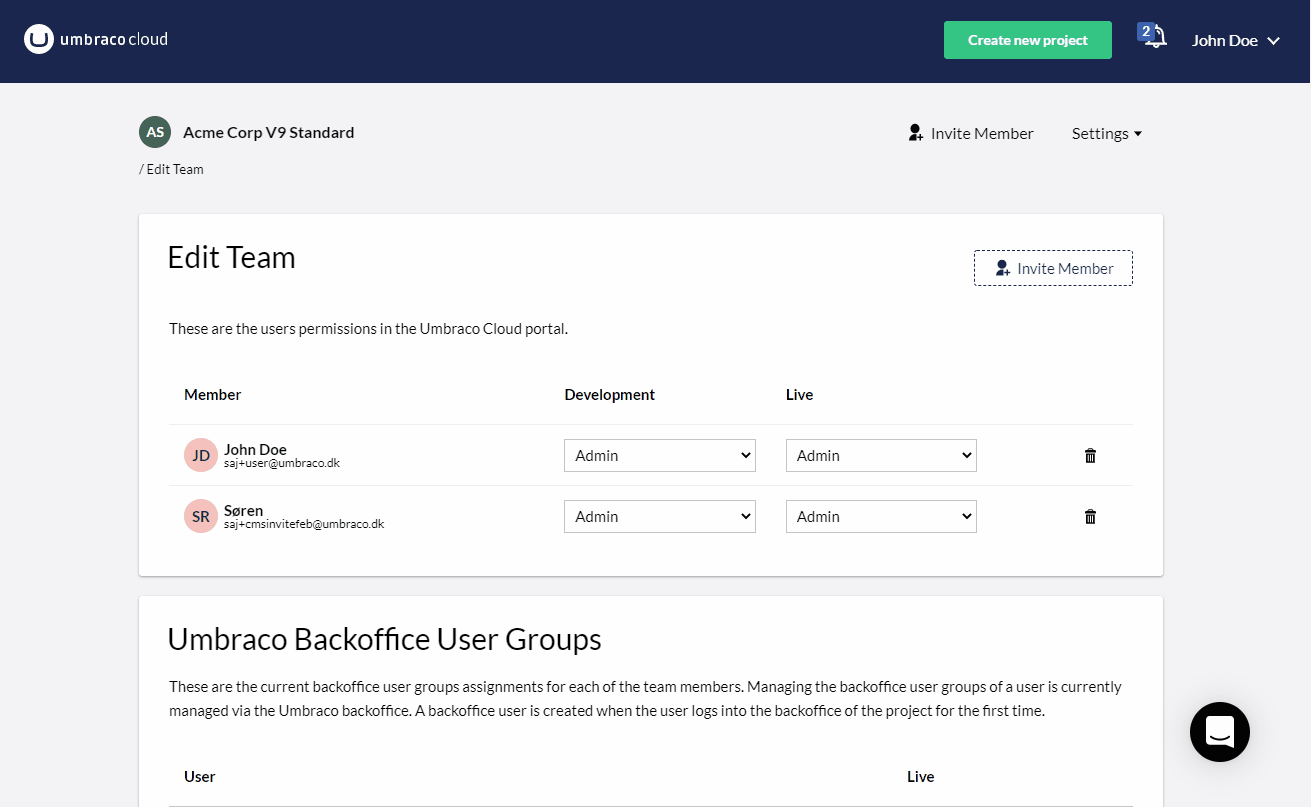 umbraco cloud
Create new project
2
John Doe
AS Acme Corp V9 Standard
Invite Member
Settings
/ Edit Team
Edit Team
Invite Member
These are the users permissions in the Umbraco Cloud portal.
Member Development Live
JD John Doe
saj+user@umbraco.dk
Admin Admin
SR Søren
saj+cmsinvitefeb@umbraco.dk
Admin Admin
Umbraco Backoffice User Groups
These are the current backoffice user groups assignments for each of the team members. Managing the backoffice user groups of a user is currently
managed via the Umbraco backoffice. A backoffice user is created when the user logs into the backoffice of the project for the first time.
User Live